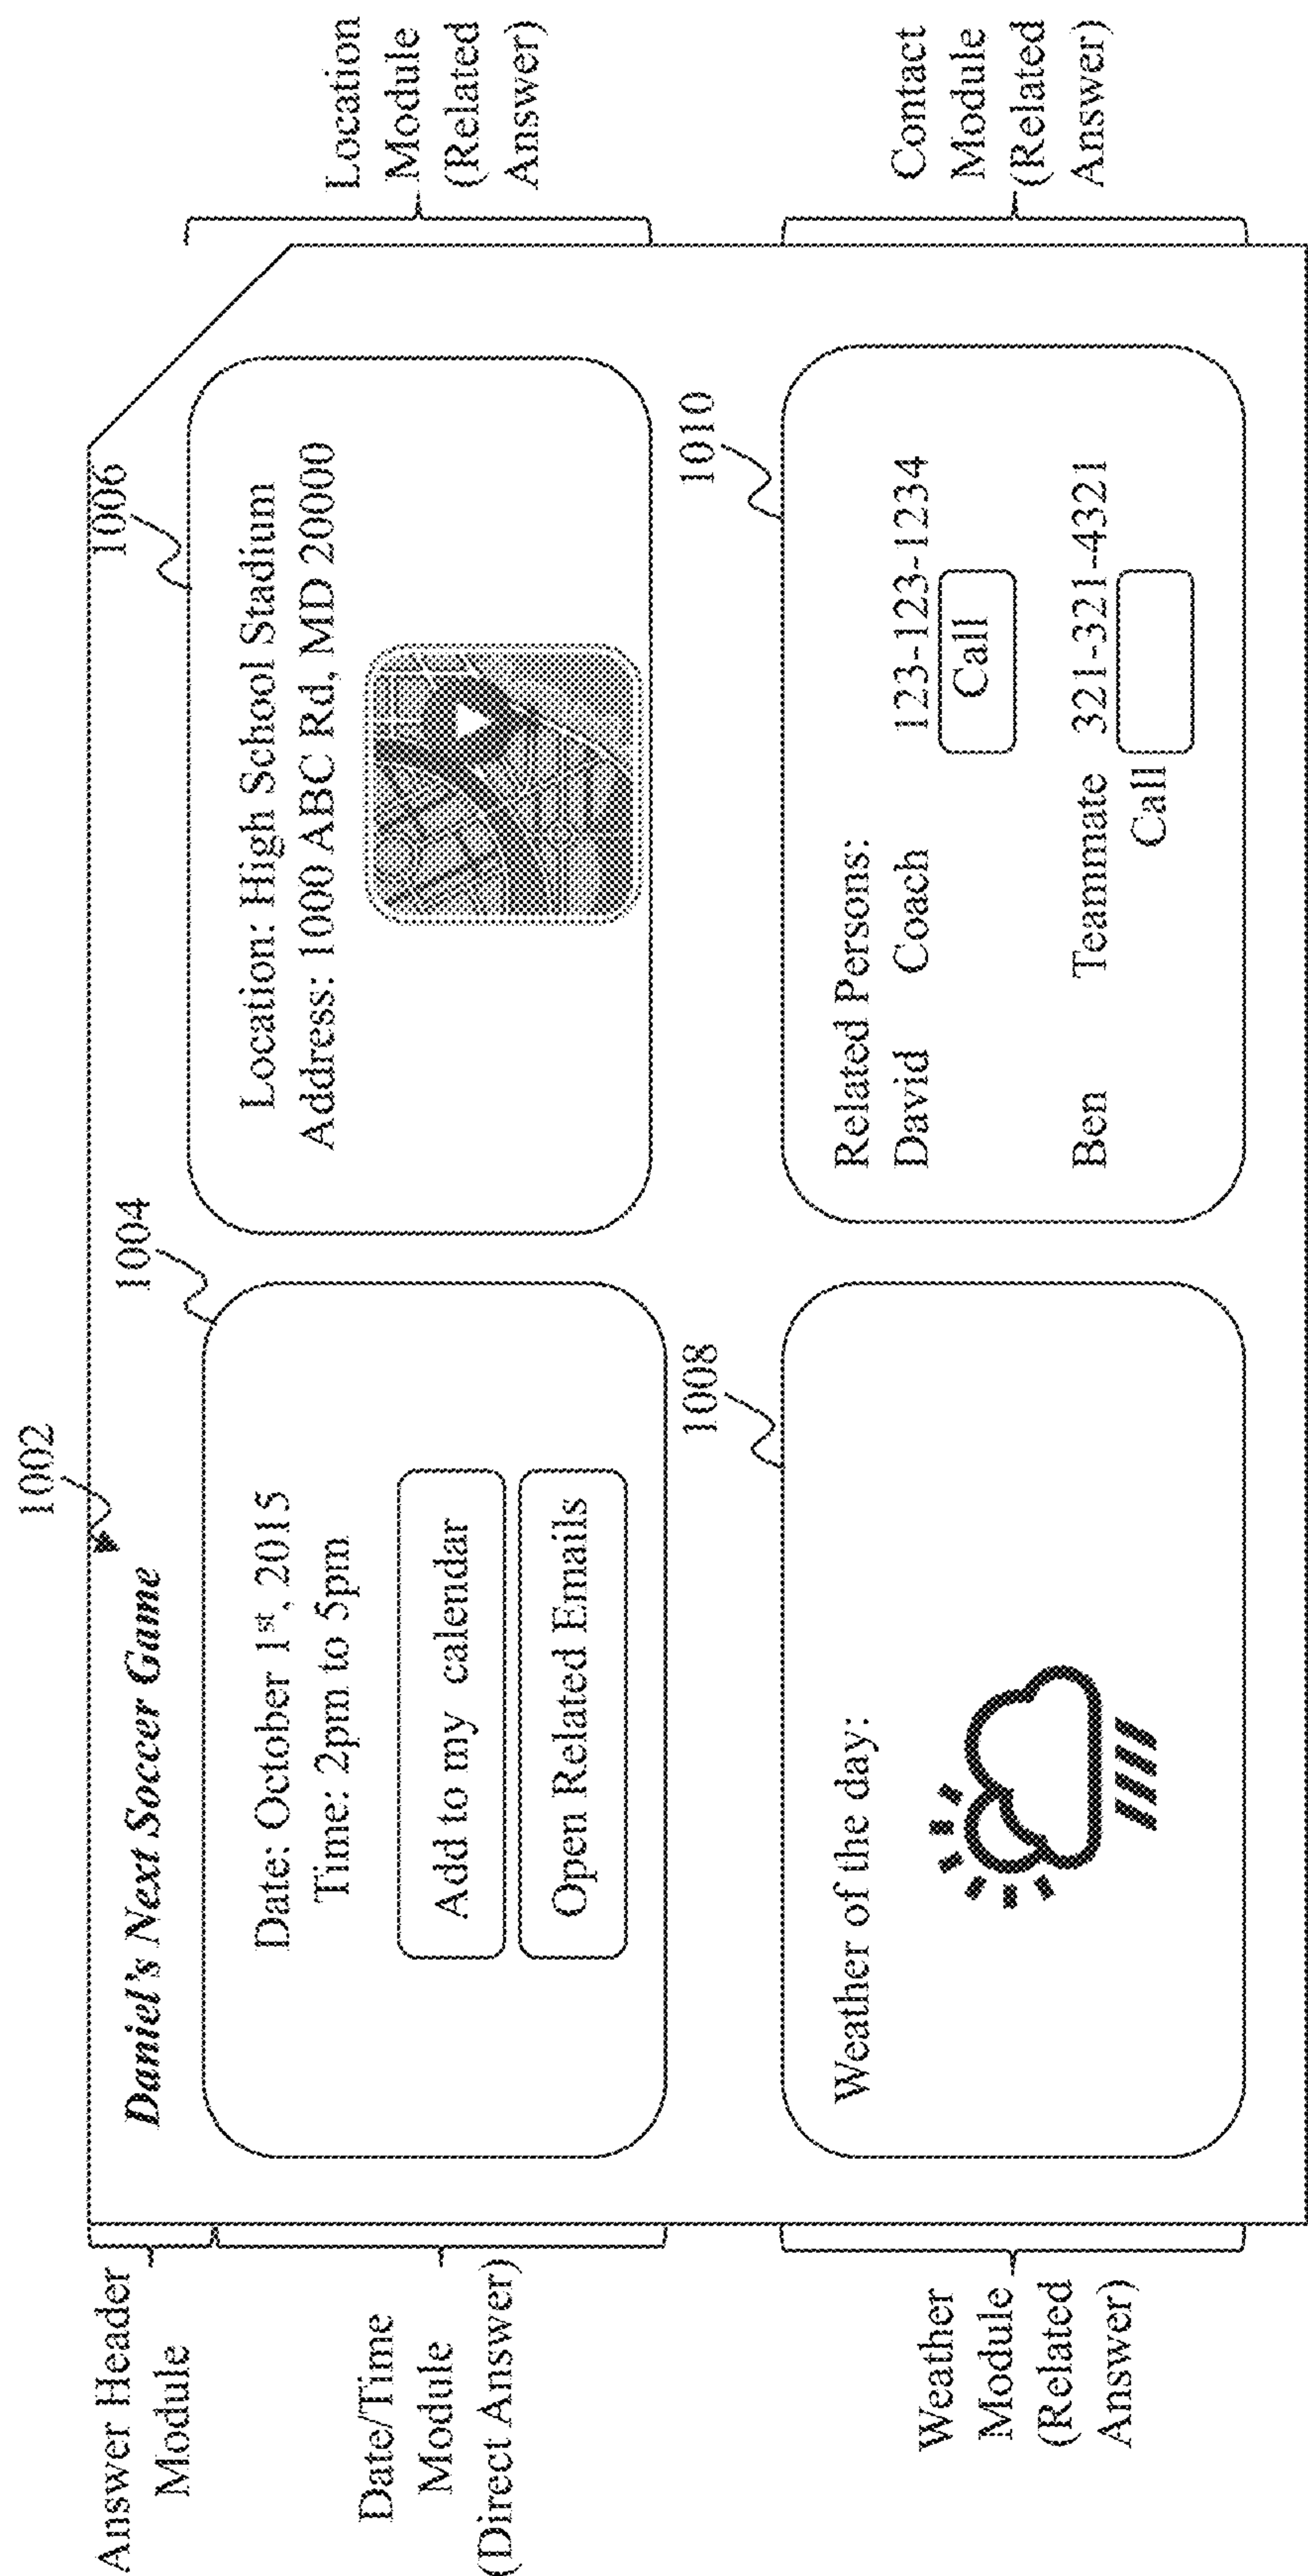 1002
Answer Header
Module
Daniel's Next Soccer Game
1004
1006
Date/Time
Module
(Direct Answer)
Date: October 1st, 2015
Time: 2pm to 5pm
Add to my calendar
Open Related Emails
Location: High School Stadium
Address: 1000 ABC Rd, MD 20000
Location
Module
(Related
Answer)
1008
1010
Weather
Module
(Related
Answer)
Weather of the day:
Related Persons:
David Coach 123-123-1234
Call
Ben Teammate 321-321-4321
Call
Contact
Module
(Related
Answer)